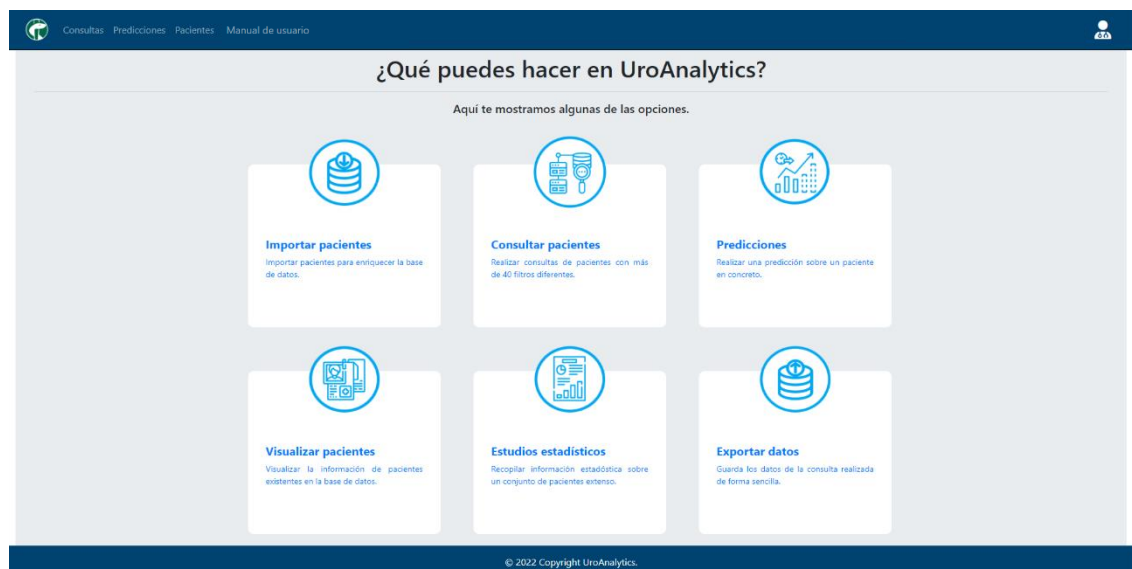 Consultas Predicciones Pacientes Manual de usuario
¿Qué puedes hacer en UroAnalytics?
Aquí te mostramos algunas de las opciones.
Importar pacientes
Importar pacientes para enriquecer la base
de datos.
Consultar pacientes
Realizar consultas de pacientes con más
de 40 filtros diferentes.
Predicciones
Realizar una predicción sobre un paciente
en concreto.
Visualizar pacientes
Visualizar la información de pacientes
existentes en la base de datos.
Estudios estadísticos
Recopilar información estadóstica sobre
un conjunto de pacientes extenso.
Exportar datos
Guarda los datos de la consulta realizada
de forma sencilla.
© 2022 Copyright UroAnalytics.